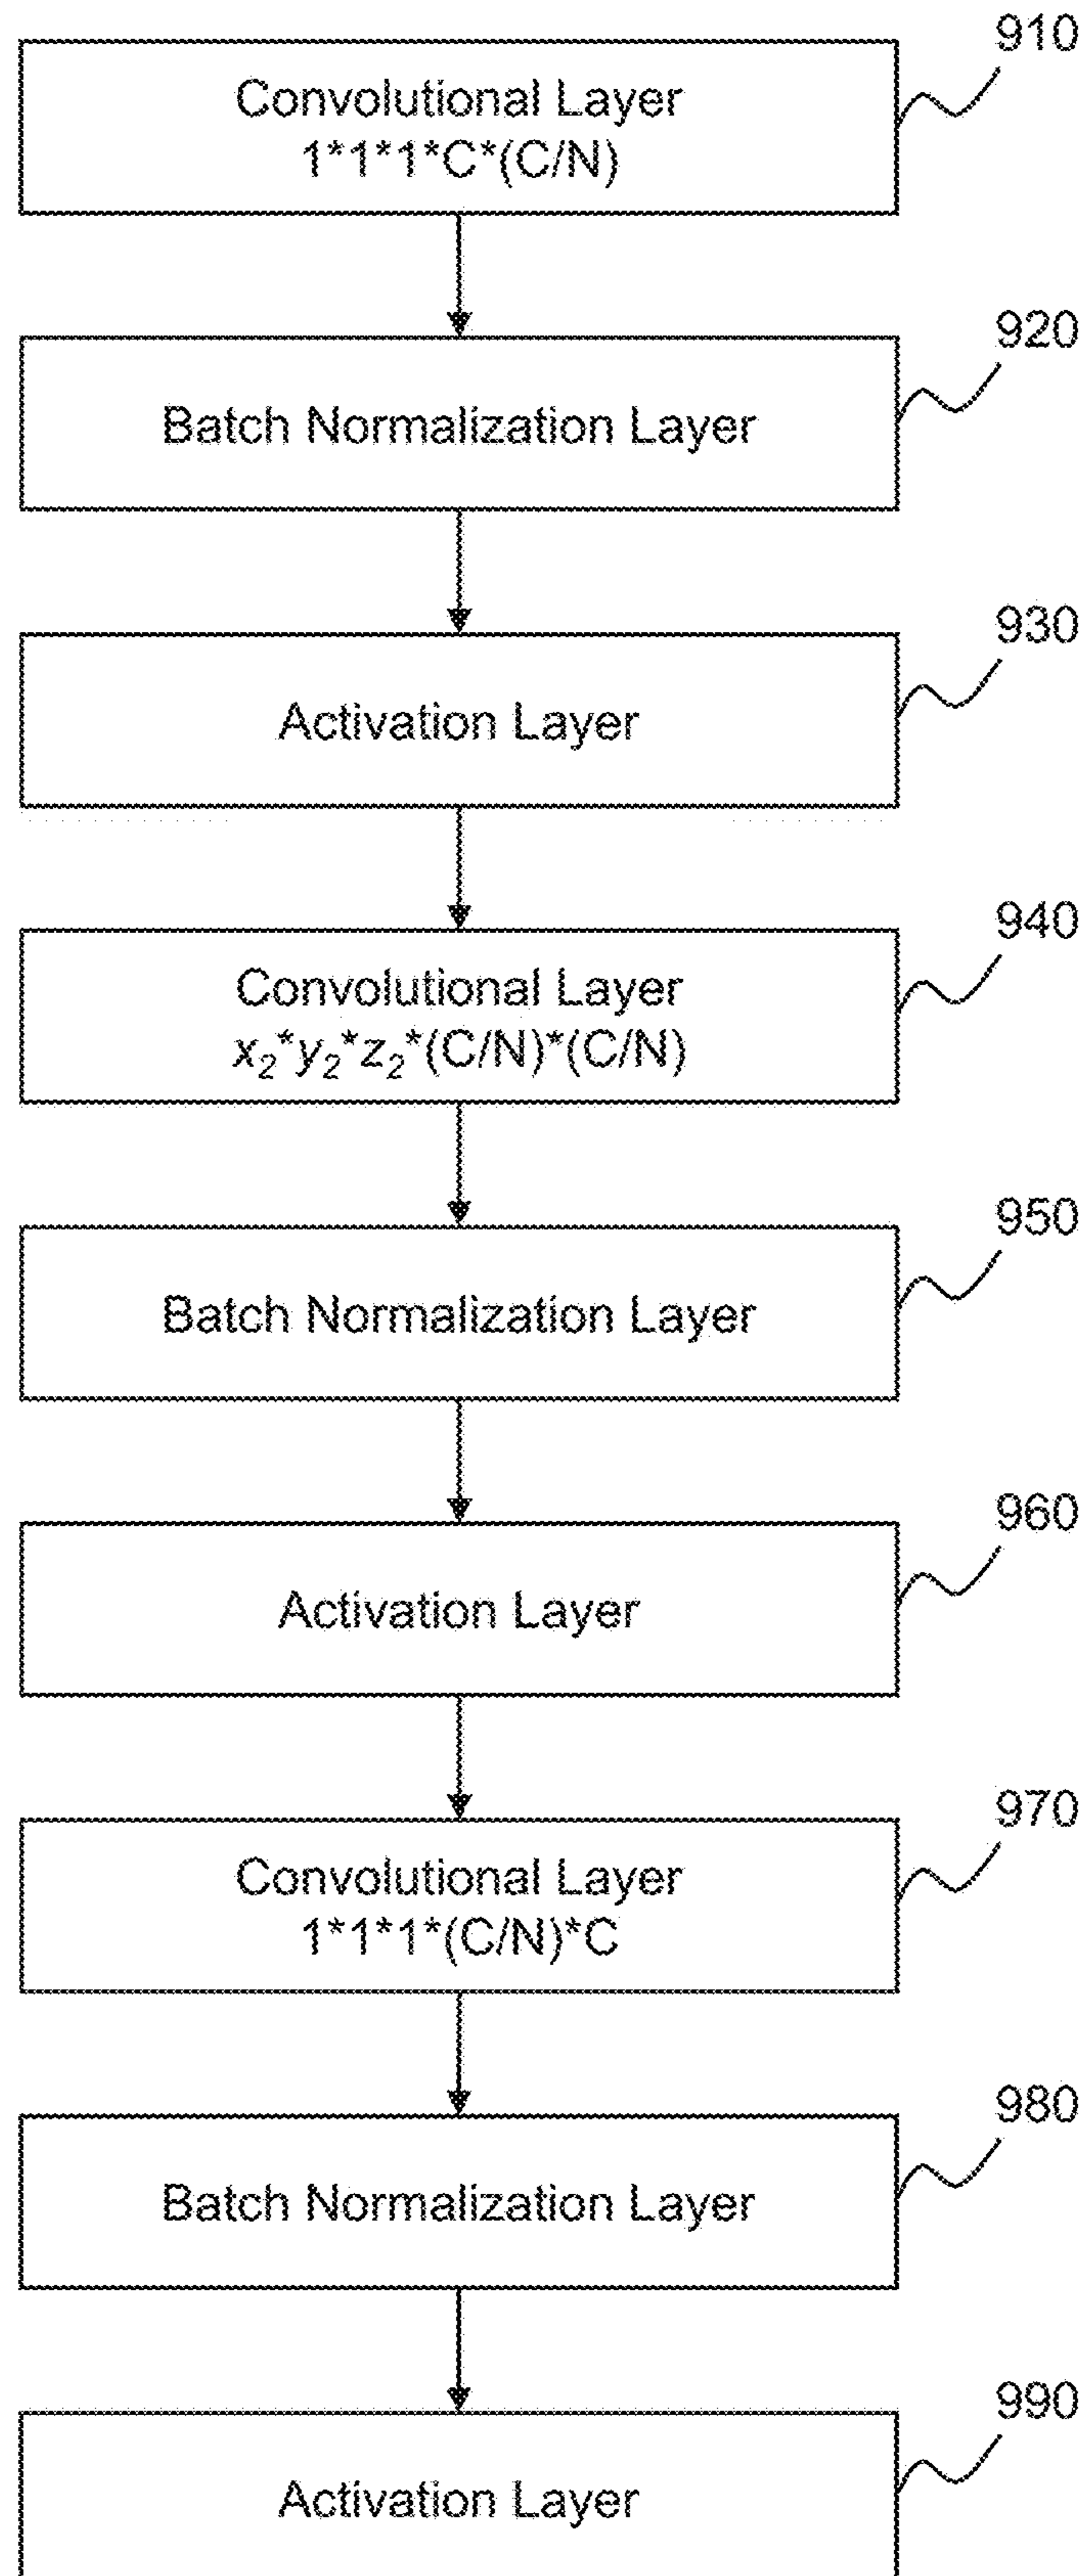 910
Convolutional Layer
1*1*1*C*(C/N)
920
Batch Normalization Layer
930
Activation Layer
940
Convolutional Layer
x₂*y₂*z₂*(C/N)*(C/N)
950
Batch Normalization Layer
960
Activation Layer
970
Convolutional Layer
1*1*1*(C/N)*C
980
Batch Normalization Layer
990
Activation Layer